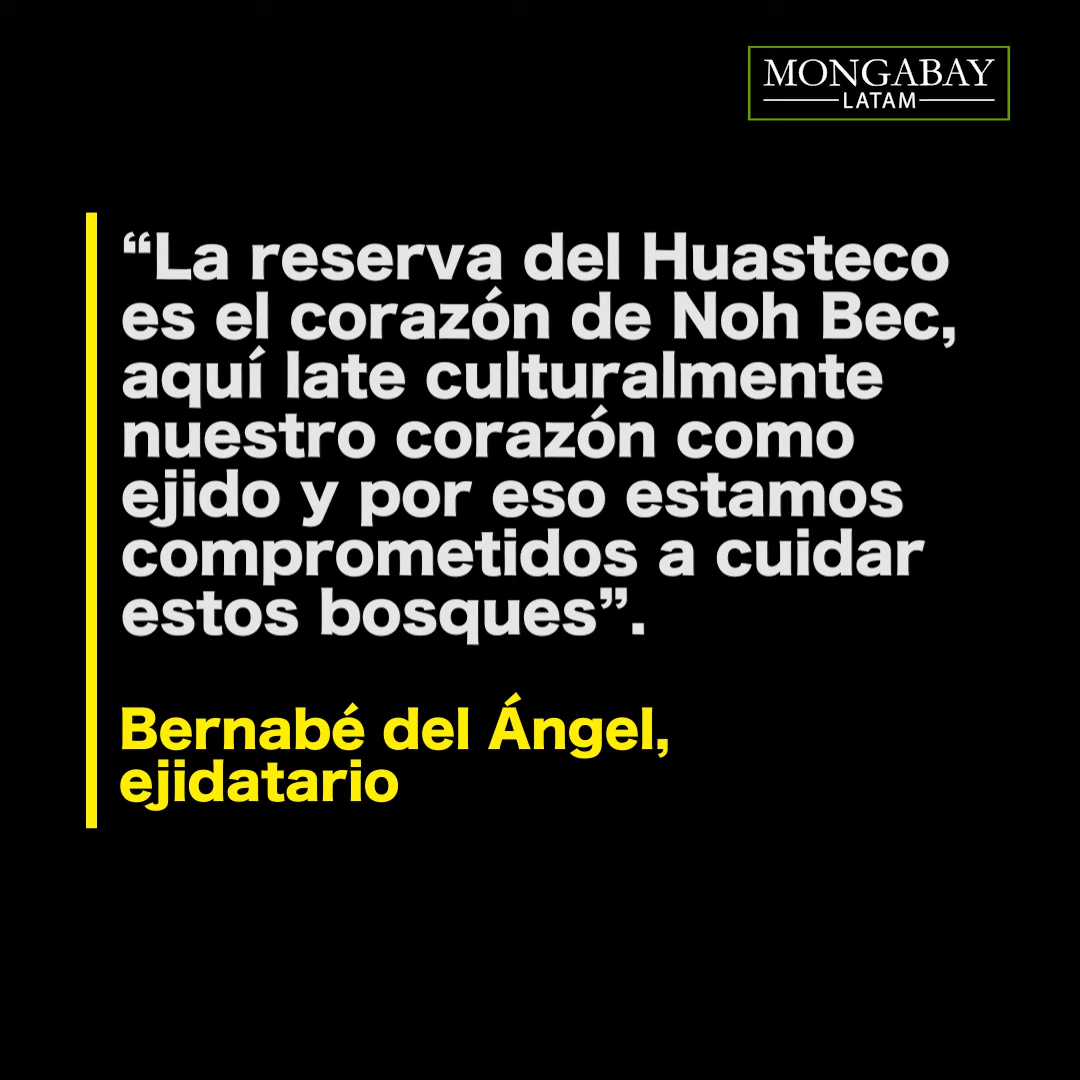 MONGABAY
LATAM
“La reserva del Huasteco
es el corazón de Noh Bec,
aquí late culturalmente
nuestro corazón como
ejido y por eso estamos
comprometidos a cuidar
estos bosques”.
Bernabé del Ángel,
ejidatario